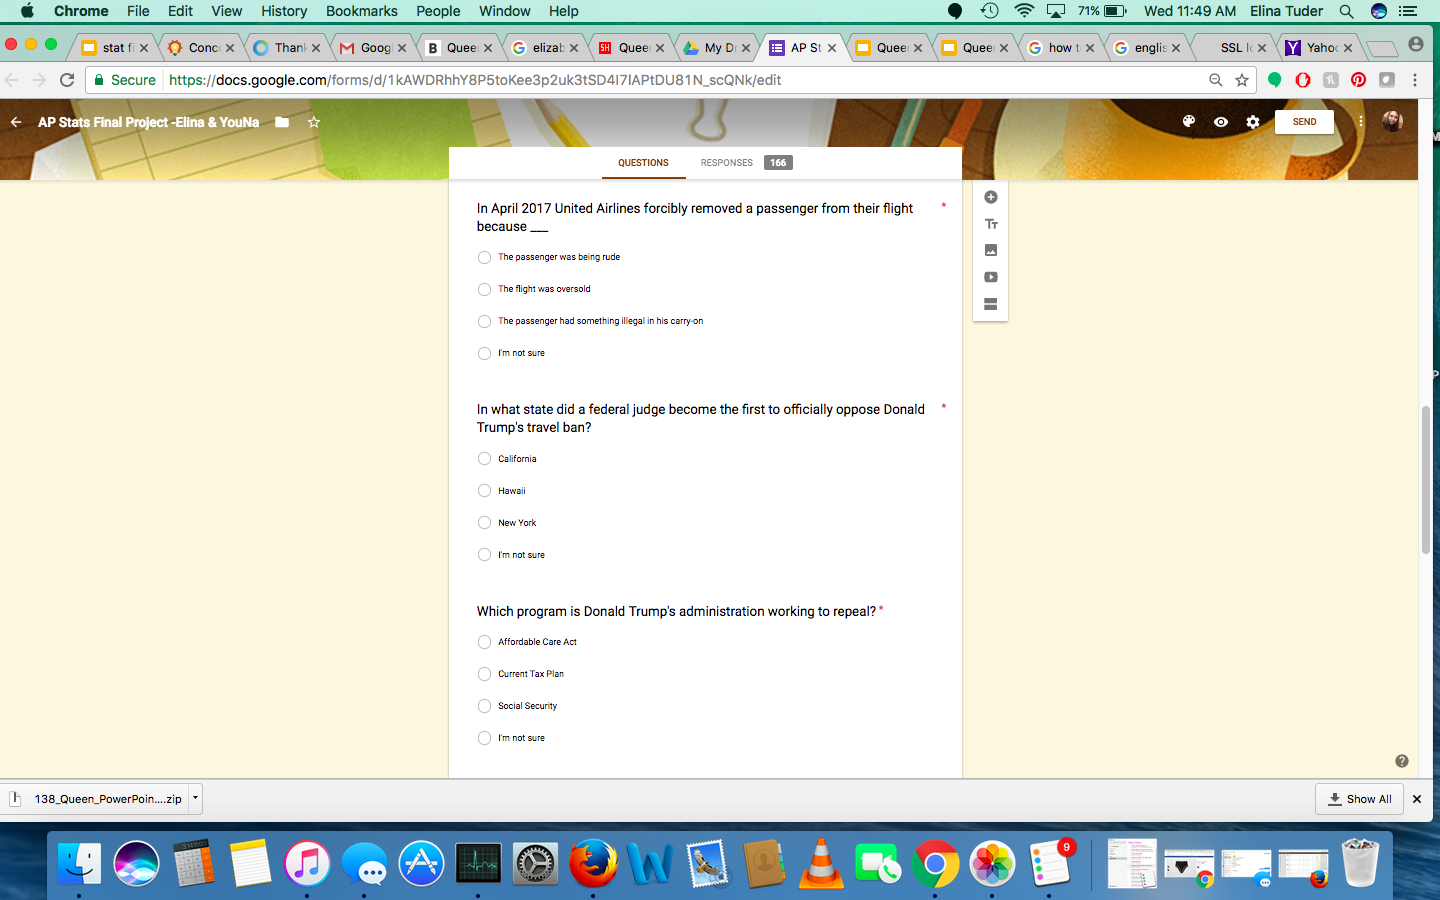 Chrome File Edit View History Bookmarks People Window Help 71% Wed 11:49 AM Elina Tuder
stat fi Conc Than Goog Quee elizab Quee My Dr AP St Quee Quee how t englis SSL lo Yahoo
Secure https://docs.google.com/forms/d/1kAWDRhhY8P5toKee3p2uk3tSD4I7IAPtDU81N_scQNk/edit
AP Stats Final Project -Elina & YouNa SEND
QUESTIONS RESPONSES 166
In April 2017 United Airlines forcibly removed a passenger from their flight *
because ___
The passenger was being rude
The flight was oversold
The passenger had something illegal in his carry-on
I'm not sure
In what state did a federal judge become the first to officially oppose Donald *
Trump's travel ban?
California
Hawaii
New York
I'm not sure
Which program is Donald Trump's administration working to repeal? *
Affordable Care Act
Current Tax Plan
Social Security
I'm not sure
138_Queen_PowerPoin....zip Show All
9